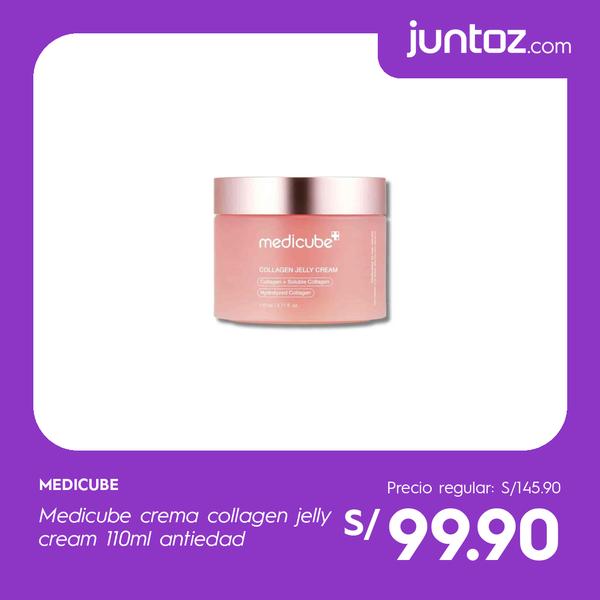 juntoz.com
medicube
COLLAGEN JELLY CREAM
Collagen + Soluble Collagen
Hydrolyzed Collagen
MEDICUBE
Precio regular: S/145.90
Medicube crema collagen jelly
cream 110ml antiedad
S/99.90